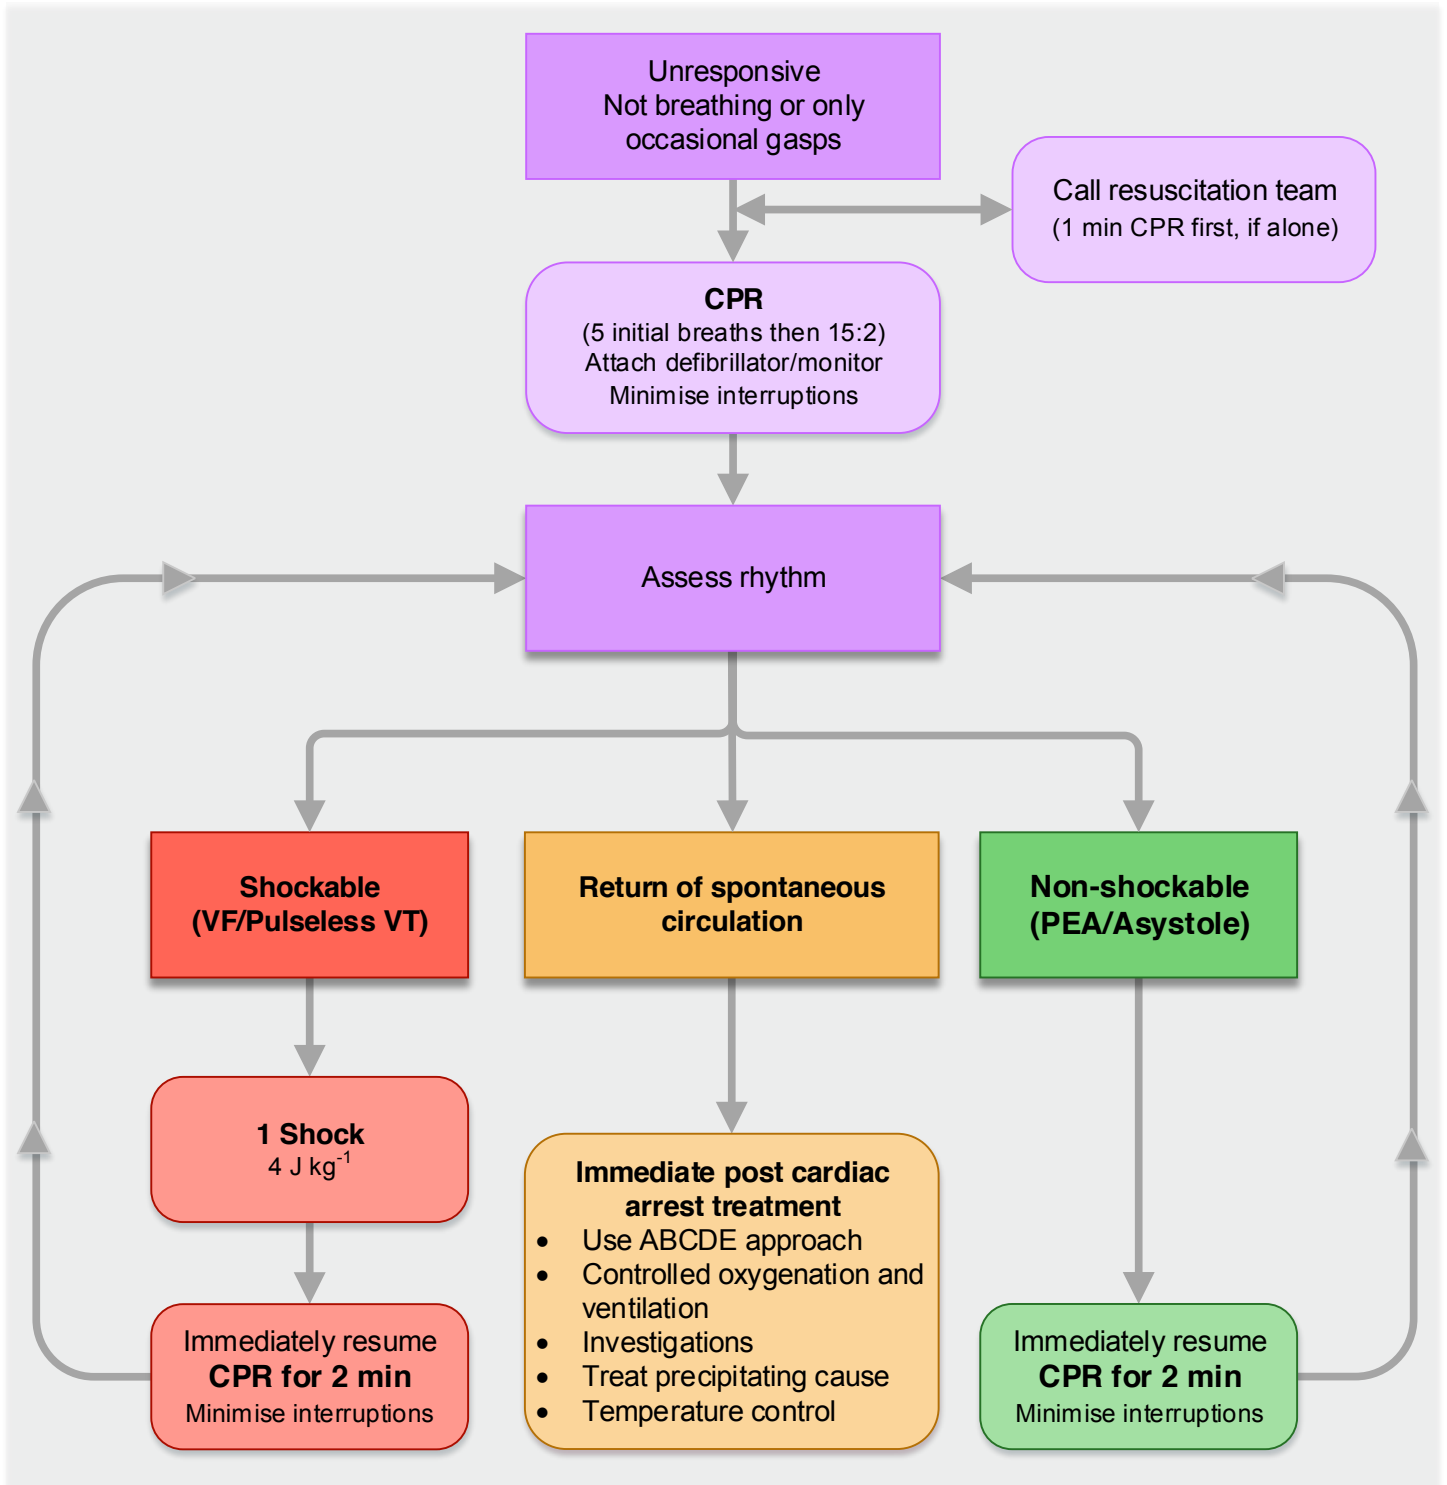 Unresponsive
Not breathing or only
occasional gasps
Call resuscitation team
(1 min CPR first, if alone)
CPR
(5 initial breaths then 15:2)
Attach defibrillator/monitor
Minimise interruptions
Assess rhythm
Shockable
(VF/Pulseless VT)
Return of spontaneous
circulation
Non-shockable
(PEA/Asystole)
1 Shock
4 J kg⁻¹
Immediate post cardiac
arrest treatment
• Use ABCDE approach
• Controlled oxygenation and
ventilation
• Investigations
• Treat precipitating cause
• Temperature control
Immediately resume
CPR for 2 min
Minimise interruptions
Immediately resume
CPR for 2 min
Minimise interruptions